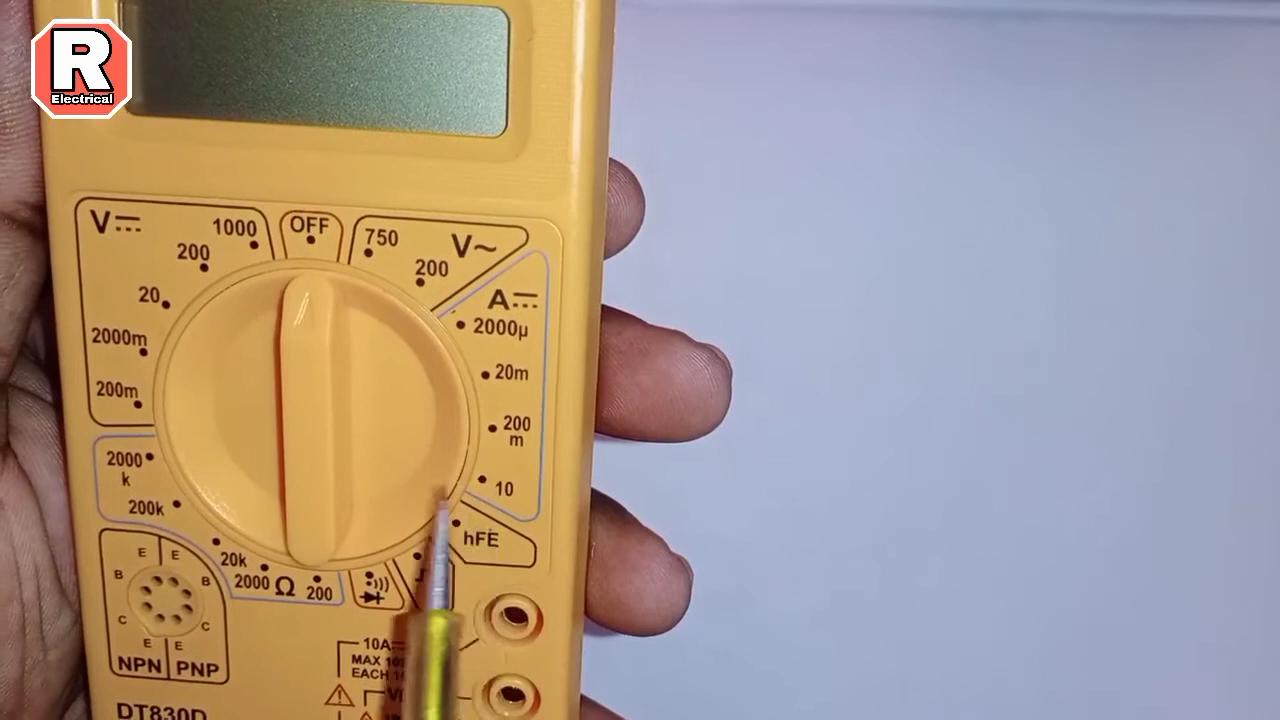 R
Electrical
V
1000
OFF
750
V~
200
200
20
A
2000µ
2000m
20m
200m
200
m
2000
k
10
200k
hFE
20k
2000 Ω 200
E E
B B
C C
E E
NPN PNP
10A
MAX
EACH
DT830D